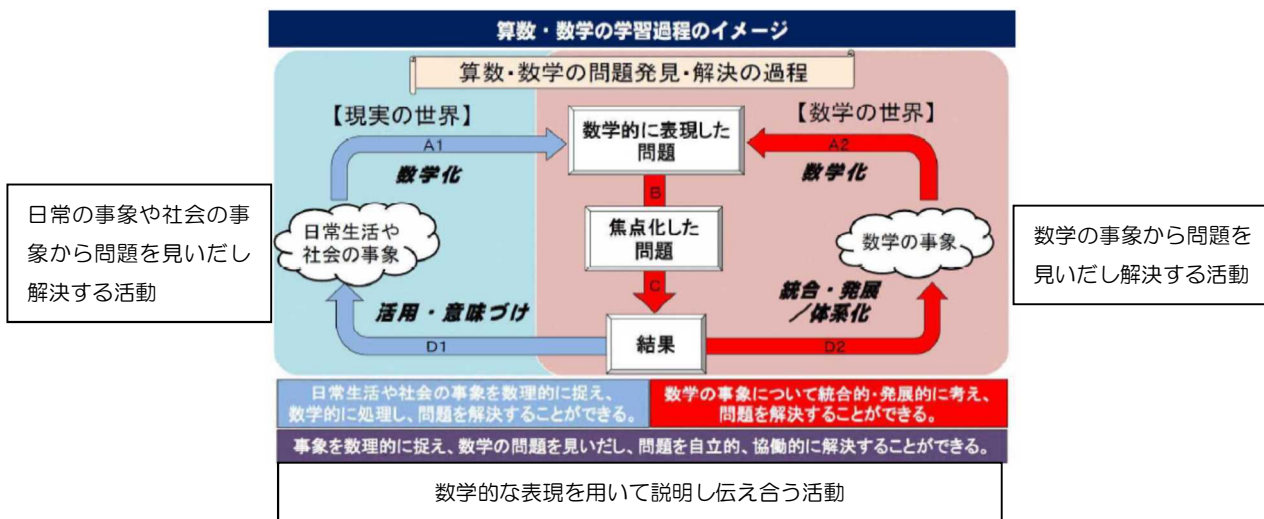 算数・数学の学習過程のイメージ
算数・数学の問題発見・解決の過程
【現実の世界】
【数学の世界】
A1
数学化
数学的に表現した
問題
A2
数学化
B
日常の事象や社会の事
象から問題を見いだし
解決する活動
日常生活や
社会の事象
焦点化した
問題
数学の事象
数学の事象から問題を
見いだし解決する活動
C
活用・意味づけ
統合・発展
/体系化
D1
結果
D2
日常生活や社会の事象を数理的に捉え、
数学的に処理し、問題を解決することができる。
数学の事象について統合的・発展的に考え、
問題を解決することができる。
事象を数理的に捉え、数学の問題を見いだし、問題を自立的、協働的に解決することができる。
数学的な表現を用いて説明し伝え合う活動